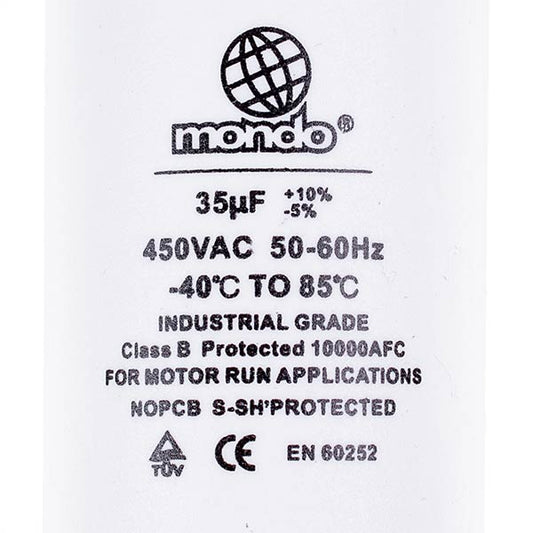 mondo®
35µF +10% -5%
450VAC 50-60Hz
-40℃ TO 85℃
INDUSTRIAL GRADE
Class B Protected 10000AFC
FOR MOTOR RUN APPLICATIONS
NOPCB S-SH'PROTECTED
TÜV CE EN 60252